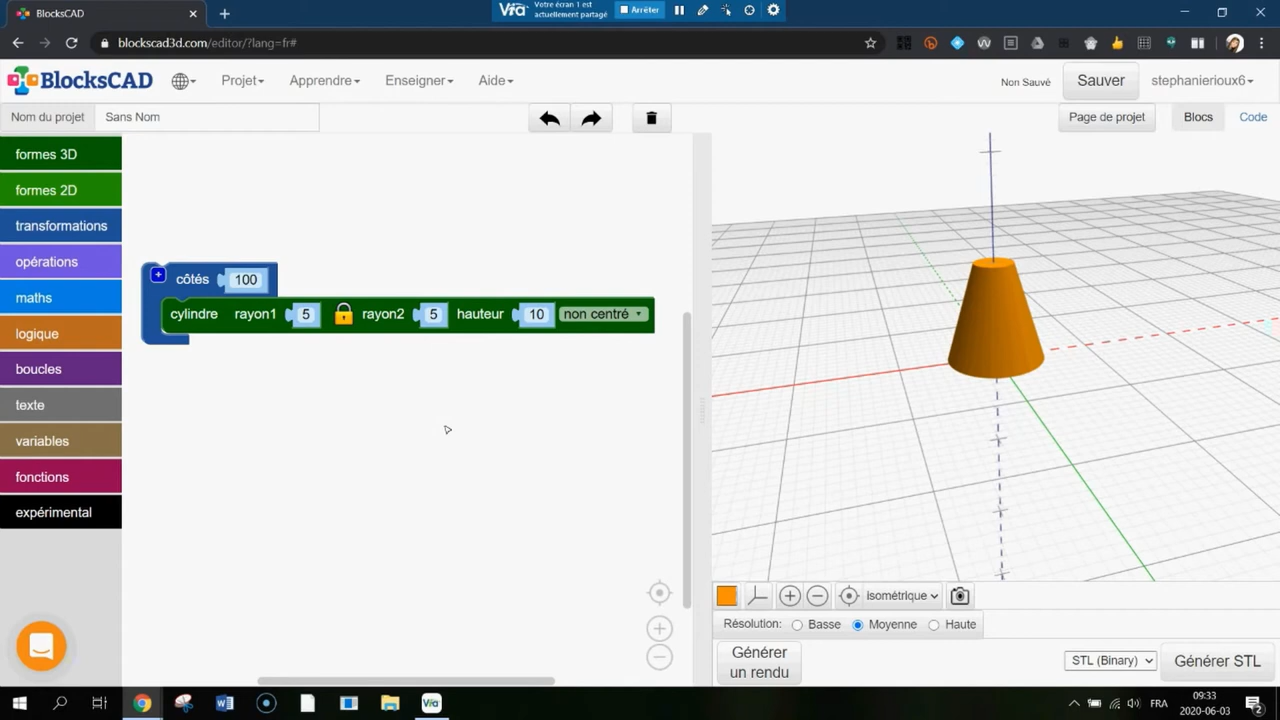 BlocksCAD
Via
Votre écran 1 est
actuellement partagé
Arrêter
blockscad3d.com/editor/?lang=fr#
BlocksCAD
Projet
Apprendre
Enseigner
Aide
Non Sauvé
Sauver
stephanierioux6
Nom du projet
Sans Nom
Page de projet
Blocs
Code
formes 3D
formes 2D
transformations
opérations
maths
logique
boucles
texte
variables
fonctions
expérimental
côtés 100
cylindre rayon1 5 rayon2 5 hauteur 10 non centré
isométrique
Résolution: Basse Moyenne Haute
Générer
un rendu
STL (Binary)
Générer STL
Via
FRA
09:33
2020-06-03
2